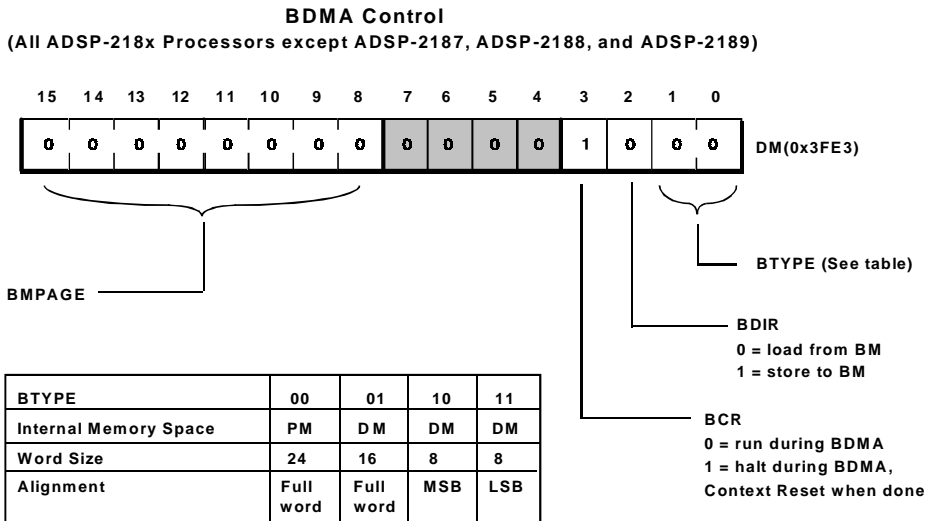 BDMA Control
(All ADSP-218x Processors except ADSP-2187, ADSP-2188, and ADSP-2189)
15 14 13 12 11 10 9 8 7 6 5 4 3 2 1 0
0 0 0 0 0 0 0 0 0 0 0 0 1 0 0 0 DM(0x3FE3)
BTYPE (See table)
BMPAGE
BDIR
0 = load from BM
1 = store to BM
BCR
0 = run during BDMA
1 = halt during BDMA,
Context Reset when done
BTYPE 00 01 10 11
Internal Memory Space PM DM DM DM
Word Size 24 16 8 8
Alignment Full Full MSB LSB
word word